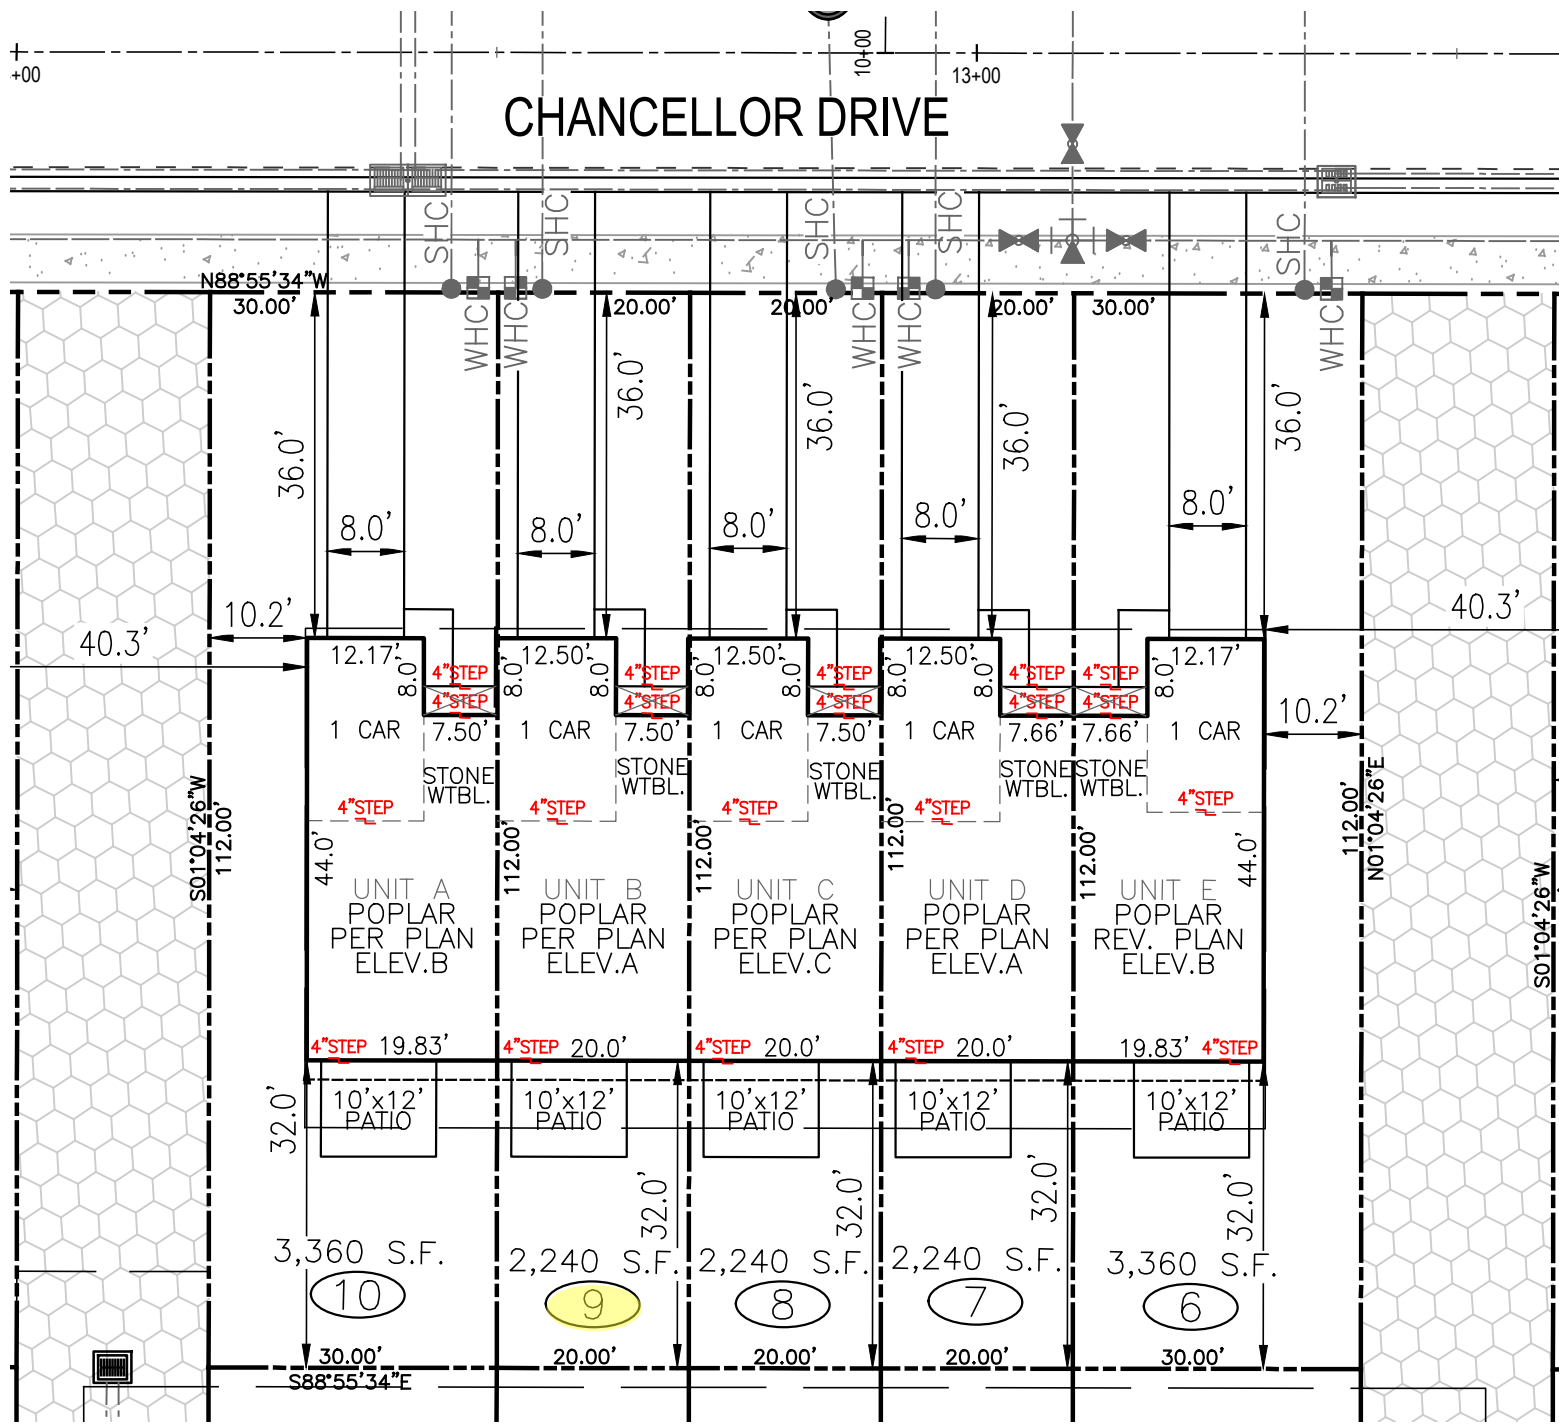 +00
10+00
13+00
CHANCELLOR DRIVE
SHC
SHC
SHC
SHC
SHC
N88°55'34"W
30.00'
20.00'
20.00'
20.00'
30.00'
WHC
WHC
WHC
WHC
WHC
36.0'
36.0'
36.0'
36.0'
36.0'
8.0'
8.0'
8.0'
8.0'
8.0'
10.2'
40.3'
40.3'
10.2'
12.17'
12.50'
12.50'
12.50'
12.17'
8.0'
8.0'
8.0'
8.0'
8.0'
8.0'
8.0'
8.0'
4"STEP
4"STEP
4"STEP
4"STEP
4"STEP
4"STEP
4"STEP
4"STEP
4"STEP
4"STEP
1 CAR
7.50'
1 CAR
7.50'
1 CAR
7.50'
1 CAR
7.66'
7.66'
1 CAR
STONE
WTBL.
STONE
WTBL.
STONE
WTBL.
STONE
WTBL.
STONE
WTBL.
4"STEP
4"STEP
4"STEP
4"STEP
4"STEP
S01°04'26"W
112.00'
44.0'
112.00'
112.00'
112.00'
112.00'
44.0'
112.00'
N01°04'26"E
S01°04'26"W
UNIT A
POPLAR
PER PLAN
ELEV.B
UNIT B
POPLAR
PER PLAN
ELEV.A
UNIT C
POPLAR
PER PLAN
ELEV.C
UNIT D
POPLAR
PER PLAN
ELEV.A
UNIT E
POPLAR
REV. PLAN
ELEV.B
4"STEP 19.83'
4"STEP 20.0'
4"STEP 20.0'
4"STEP 20.0'
19.83' 4"STEP
10'x12'
PATIO
10'x12'
PATIO
10'x12'
PATIO
10'x12'
PATIO
10'x12'
PATIO
32.0'
32.0'
32.0'
32.0'
32.0'
3,360 S.F.
10
2,240 S.F.
9
2,240 S.F.
8
2,240 S.F.
7
3,360 S.F.
6
30.00'
20.00'
20.00'
20.00'
30.00'
S88°55'34"E